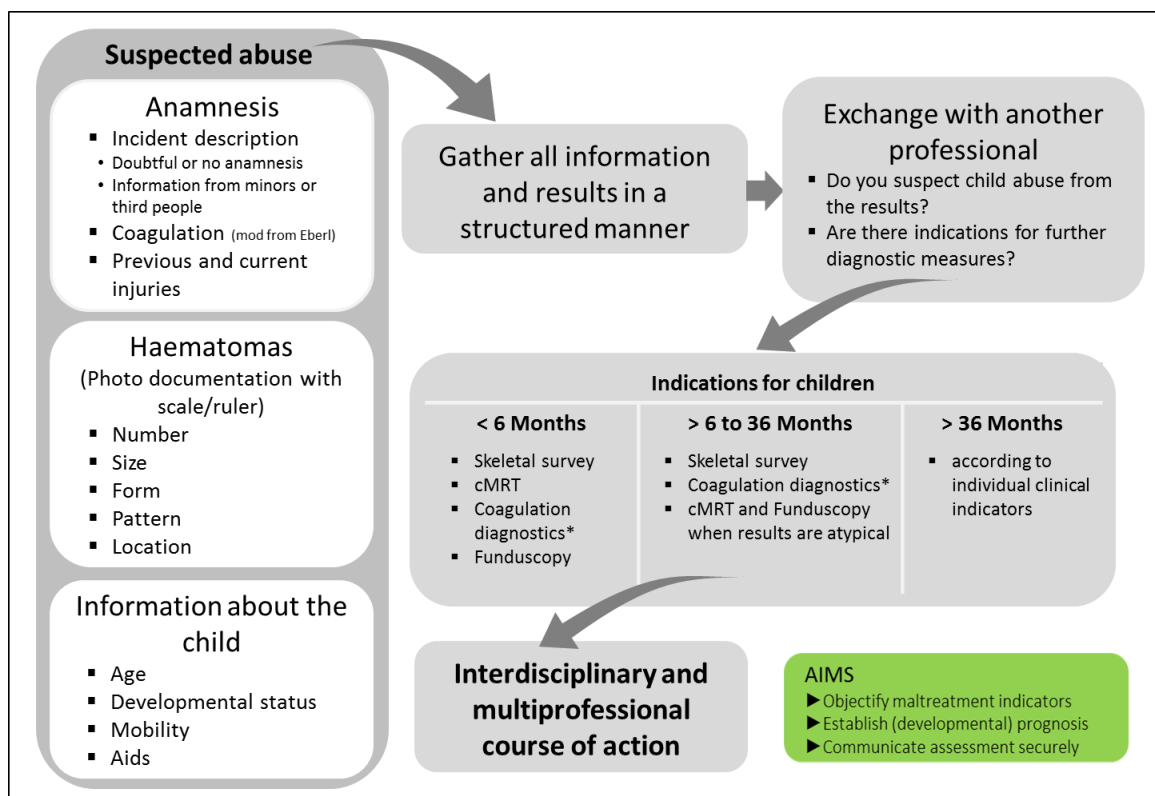 Suspected abuse
Anamnesis
▪ Incident description
• Doubtful or no anamnesis
• Information from minors or
third people
▪ Coagulation (mod from Eberl)
▪ Previous and current
injuries
Haematomas
(Photo documentation with
scale/ruler)
▪ Number
▪ Size
▪ Form
▪ Pattern
▪ Location
Information about the
child
▪ Age
▪ Developmental status
▪ Mobility
▪ Aids
Gather all information
and results in a
structured manner
Exchange with another
professional
▪ Do you suspect child abuse from
the results?
▪ Are there indications for further
diagnostic measures?
Indications for children
< 6 Months
▪ Skeletal survey
▪ cMRT
▪ Coagulation
diagnostics*
▪ Funduscopy
> 6 to 36 Months
▪ Skeletal survey
▪ Coagulation diagnostics*
▪ cMRT and Funduscopy
when results are atypical
> 36 Months
▪ according to
individual clinical
indicators
Interdisciplinary and
multiprofessional
course of action
AIMS
▶ Objectify maltreatment indicators
▶ Establish (developmental) prognosis
▶ Communicate assessment securely